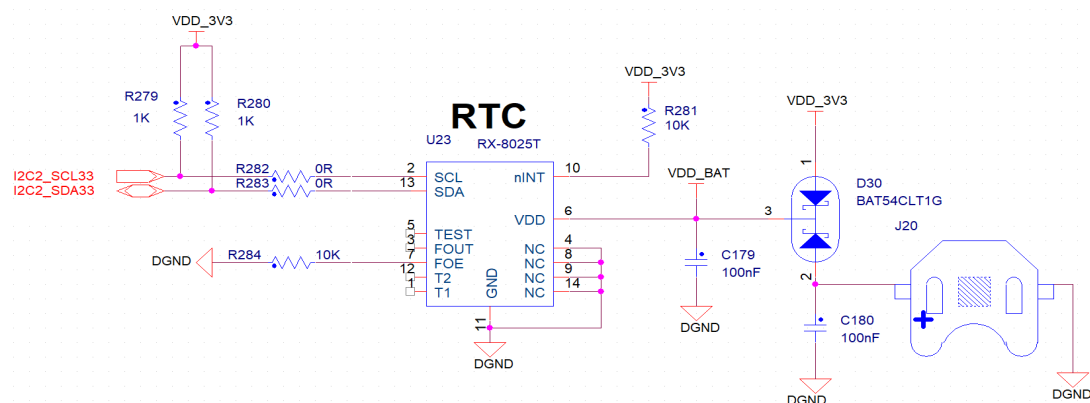 VDD_3V3
R279
1K
R280
1K
I2C2_SCL33
I2C2_SDA33
R282
0R
R283
0R
RTC
U23
RX-8025T
2
SCL
13
SDA
5
TEST
3
FOUT
7
FOE
12
T2
1
T1
nINT
10
VDD
6
NC
4
NC
8
NC
9
NC
14
GND
11
DGND
DGND
R284
10K
VDD_3V3
R281
10K
VDD_BAT
C179
100nF
DGND
VDD_3V3
1
3
D30
BAT54CLT1G
2
J20
C180
100nF
DGND
DGND